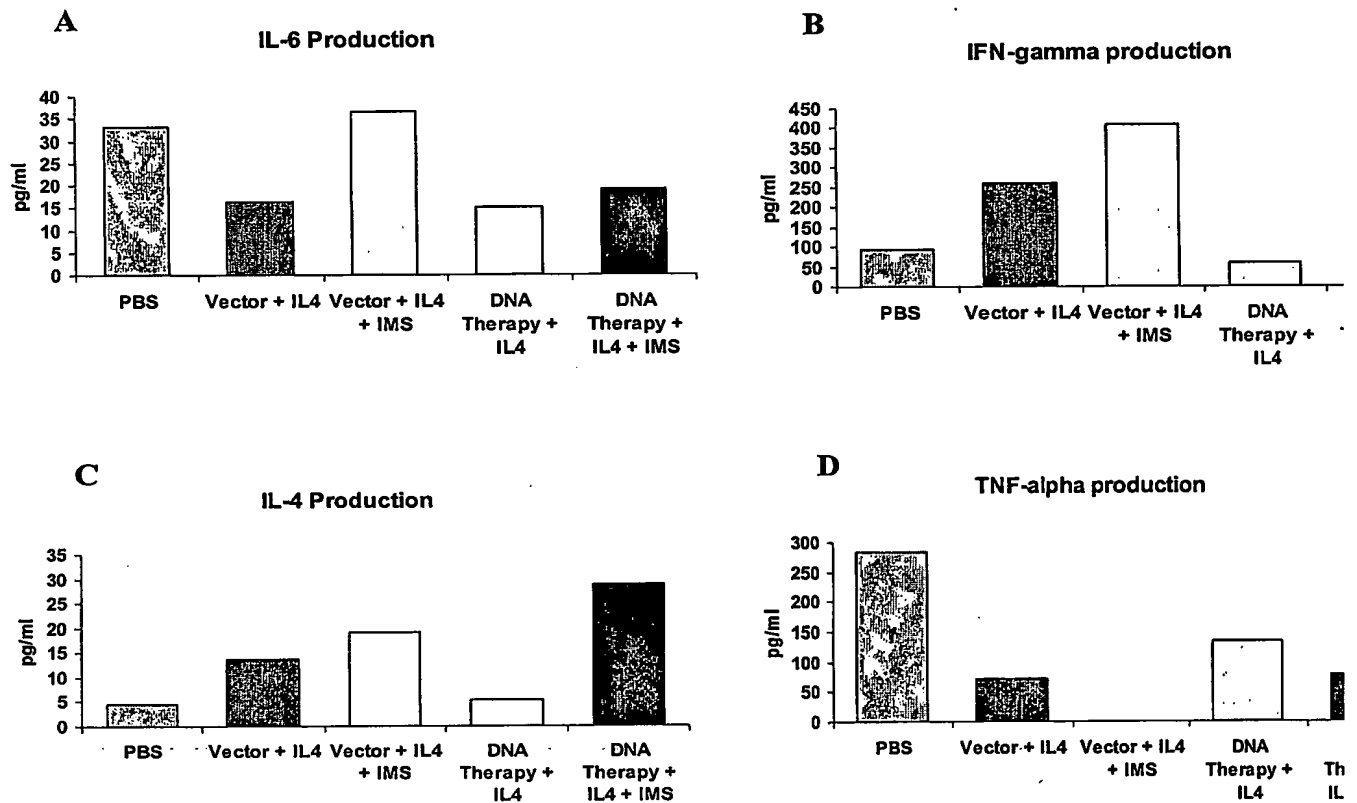 A
IL-6 Production
40
35
30
25
20
15
10
5
0
pg/ml
PBS
Vector + IL4
Vector + IL4
+ IMS
DNA
Therapy +
IL4
DNA
Therapy +
IL4 + IMS
B
IFN-gamma production
450
400
350
300
250
200
150
100
50
0
pg/ml
PBS
Vector + IL4
Vector + IL4
+ IMS
DNA
Therapy +
IL4
C
IL-4 Production
35
30
25
20
15
10
5
0
pg/ml
PBS
Vector + IL4
Vector + IL4
+ IMS
DNA
Therapy +
IL4
DNA
Therapy +
IL4 + IMS
D
TNF-alpha production
300
250
200
150
100
50
0
pg/ml
PBS
Vector + IL4
Vector + IL4
+ IMS
DNA
Therapy +
IL4
Th
IL